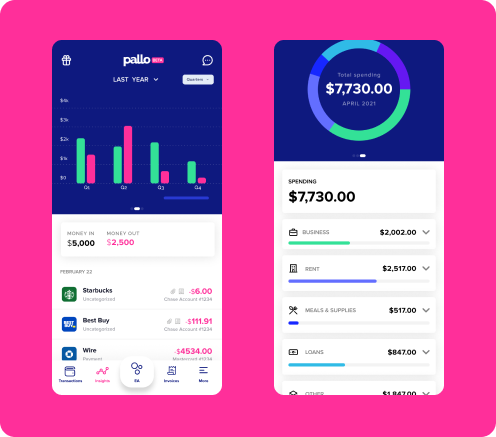 pallo BETA
LAST YEAR
Quarters
$4k
$3k
$2k
$1k
$0
Q1 Q2 Q3 Q4
MONEY IN MONEY OUT
$5,000 $2.500
FEBRUARY 22
Starbucks -$6.00
Uncategorized Chase Account #1234
Best Buy -$111.91
Uncategorized Chase Account #1234
Wire -$4534.00
Transactions Insights EA Invoices More
Total spending
$7,730.00
APRIL 2021
SPENDING
$7,730.00
BUSINESS $2,002.00
RENT $2,517.00
MEALS & SUPPLIES $517.00
LOANS $847.00
OTHER $1,847.00